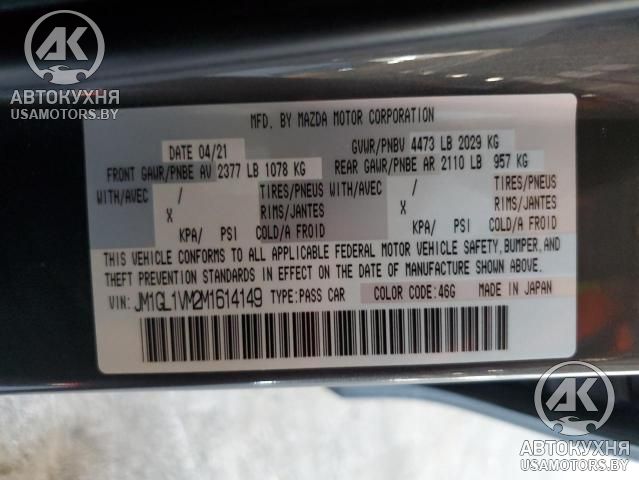 AK
АВТОКУХНЯ
USAMOTORS.BY
MFD. BY MAZDA MOTOR CORPORATION
DATE 04/21
GVWR/PNBV 4473 LB 2029 KG
FRONT GAWR/PNBE AV 2377 LB 1078 KG
REAR GAWR/PNBE AR 2110 LB 957 KG
WITH/AVEC / TIRES/PNEUS
X RIMS/JANTES
KPA/ PSI COLD/A FROID
WITH/AVEC / TIRES/PNEUS
X RIMS/JANTES
KPA/ PSI COLD/A FROID
THIS VEHICLE CONFORMS TO ALL APPLICABLE FEDERAL MOTOR VEHICLE SAFETY, BUMPER, AND
THEFT PREVENTION STANDARDS IN EFFECT ON THE DATE OF MANUFACTURE SHOWN ABOVE.
VIN: JM1GL1VM2M1614149 TYPE: PASS CAR COLOR CODE: 46G MADE IN JAPAN
AK
АВТОКУХНЯ
USAMOTORS.BY